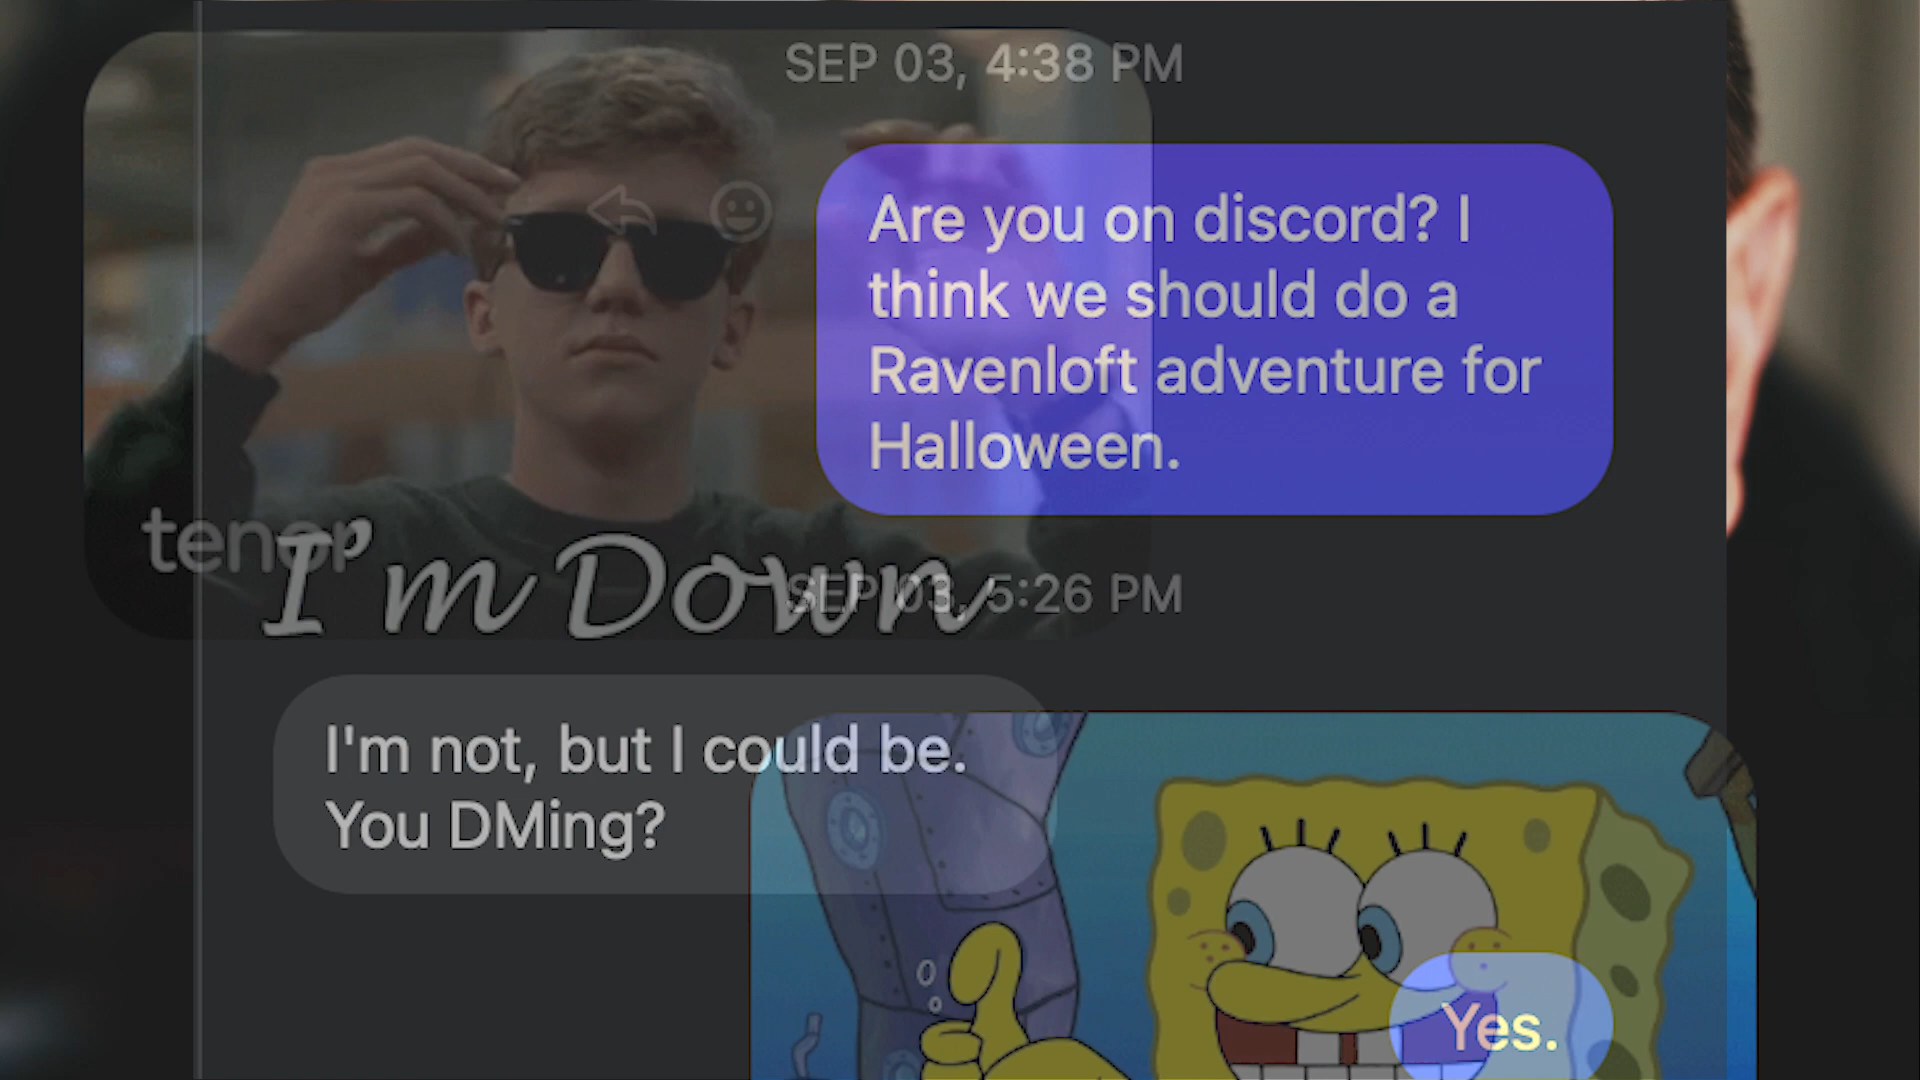 SEP 03, 4:38 PM
Are you on discord? I
think we should do a
Ravenloft adventure for
Halloween.
tenor
I'm Down
SEP 03, 5:26 PM
I'm not, but I could be.
You DMing?
Yes.